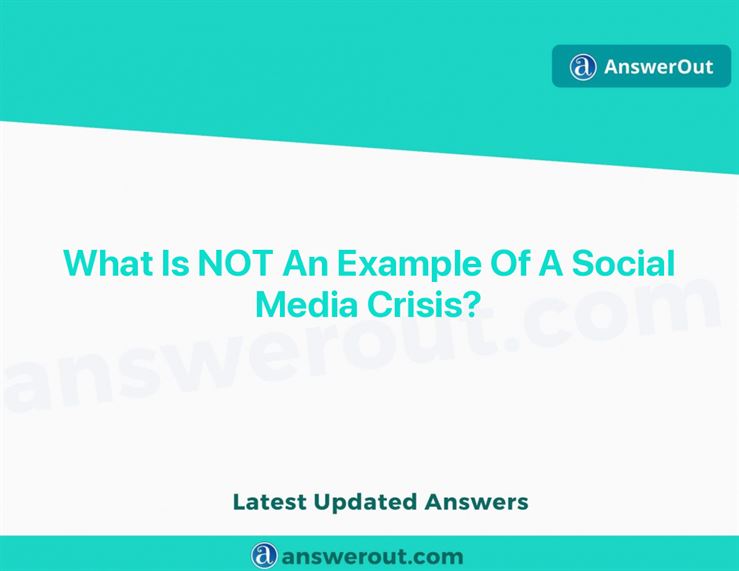 AnswerOut
What Is NOT An Example Of A Social
Media Crisis?
answerout.com
Latest Updated Answers
answerout.com